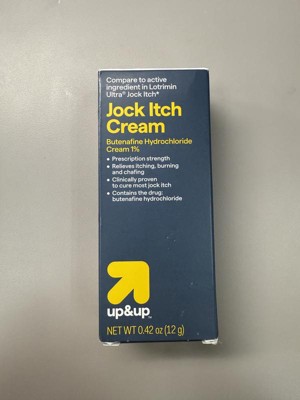 Compare to active
ingredient in Lotrimin
Ultra® Jock Itch*
Jock Itch
Cream
Butenafine Hydrochloride
Cream 1%
• Prescription strength
• Relieves itching, burning
and chafing
• Clinically proven
to cure most jock itch
• Contains the drug:
butenafine hydrochloride
up&up™
NET WT 0.42 oz (12 g)